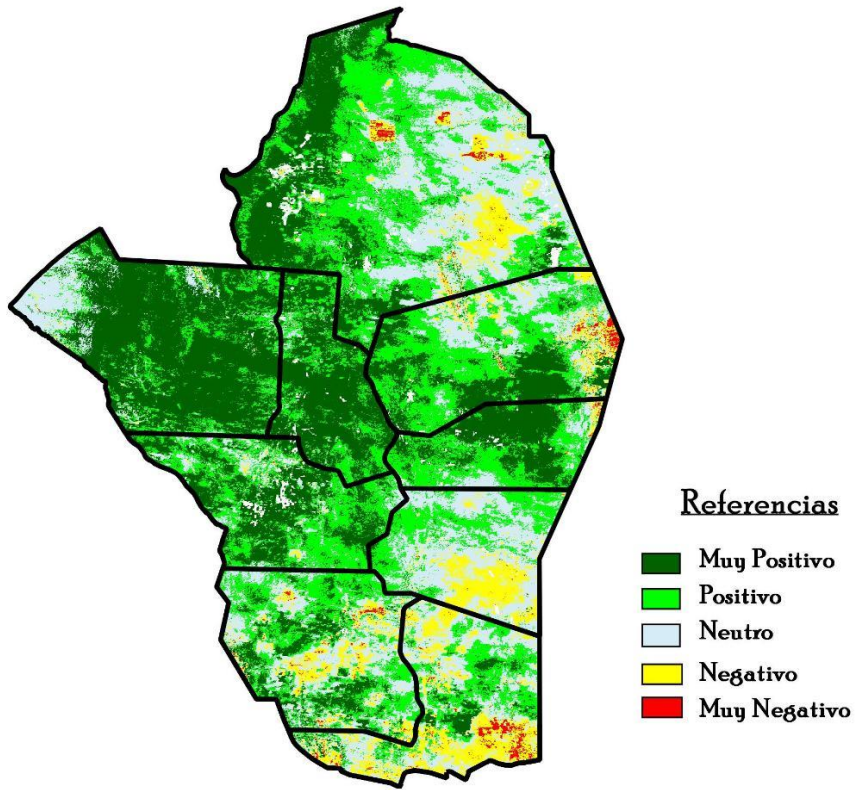 Referencias
Muy Positivo
Positivo
Neutro
Negativo
Muy Negativo